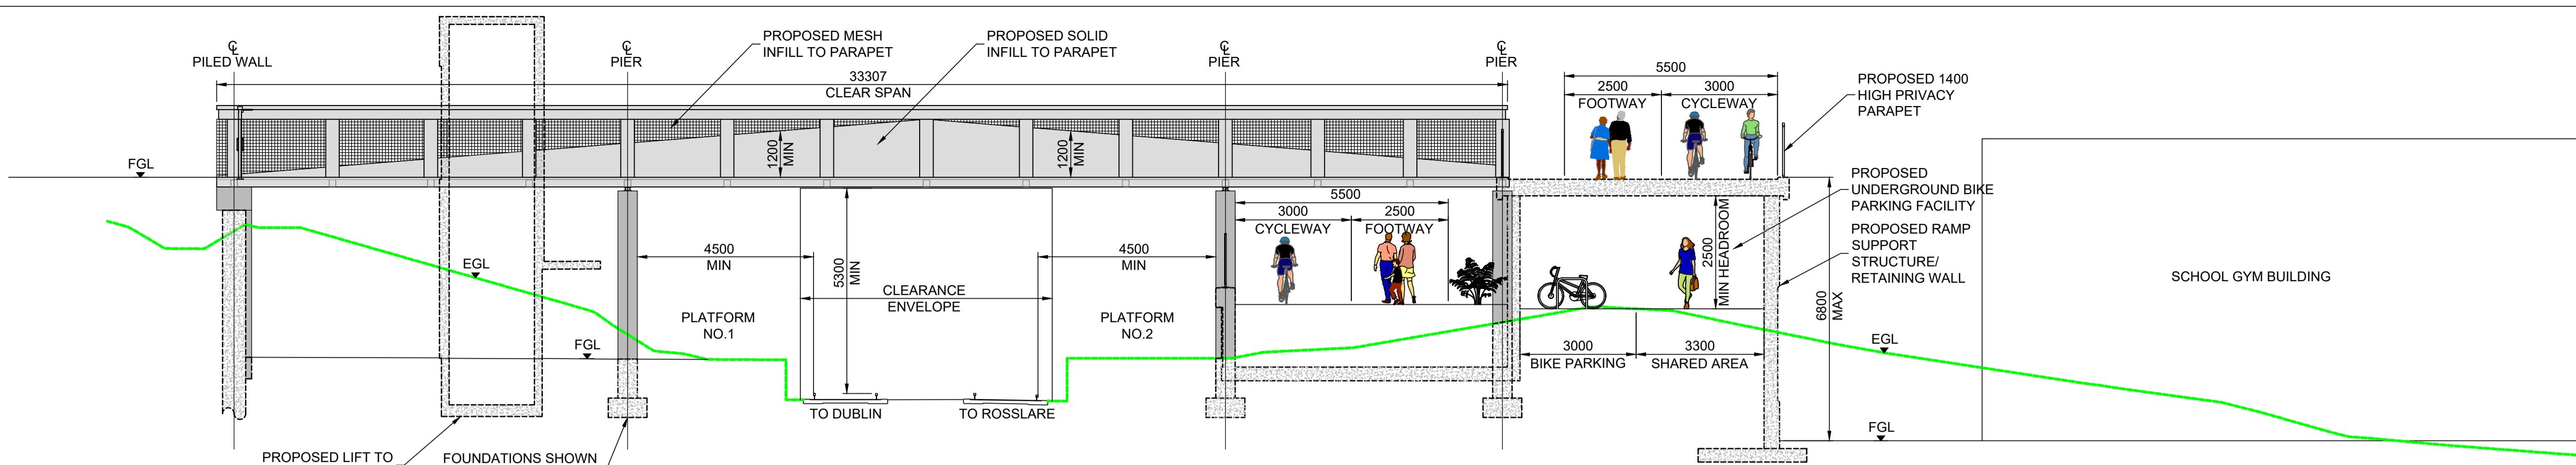 ℄
PILED WALL
℄
PIER
℄
PIER
℄
PIER
PROPOSED MESH
INFILL TO PARAPET
PROPOSED SOLID
INFILL TO PARAPET
33307
CLEAR SPAN
5500
2500
FOOTWAY
3000
CYCLEWAY
PROPOSED 1400
HIGH PRIVACY
PARAPET
FGL
1200
MIN
1200
MIN
PROPOSED
UNDERGROUND BIKE
PARKING FACILITY
PROPOSED RAMP
SUPPORT
STRUCTURE/
RETAINING WALL
5500
3000
CYCLEWAY
2500
FOOTWAY
2500
MIN HEADROOM
EGL
4500
MIN
5300
MIN
CLEARANCE
ENVELOPE
4500
MIN
SCHOOL GYM BUILDING
PLATFORM
NO.1
PLATFORM
NO.2
6800
MAX
FGL
3000
BIKE PARKING
3300
SHARED AREA
EGL
TO DUBLIN
TO ROSSLARE
FGL
PROPOSED LIFT TO
FOUNDATIONS SHOWN